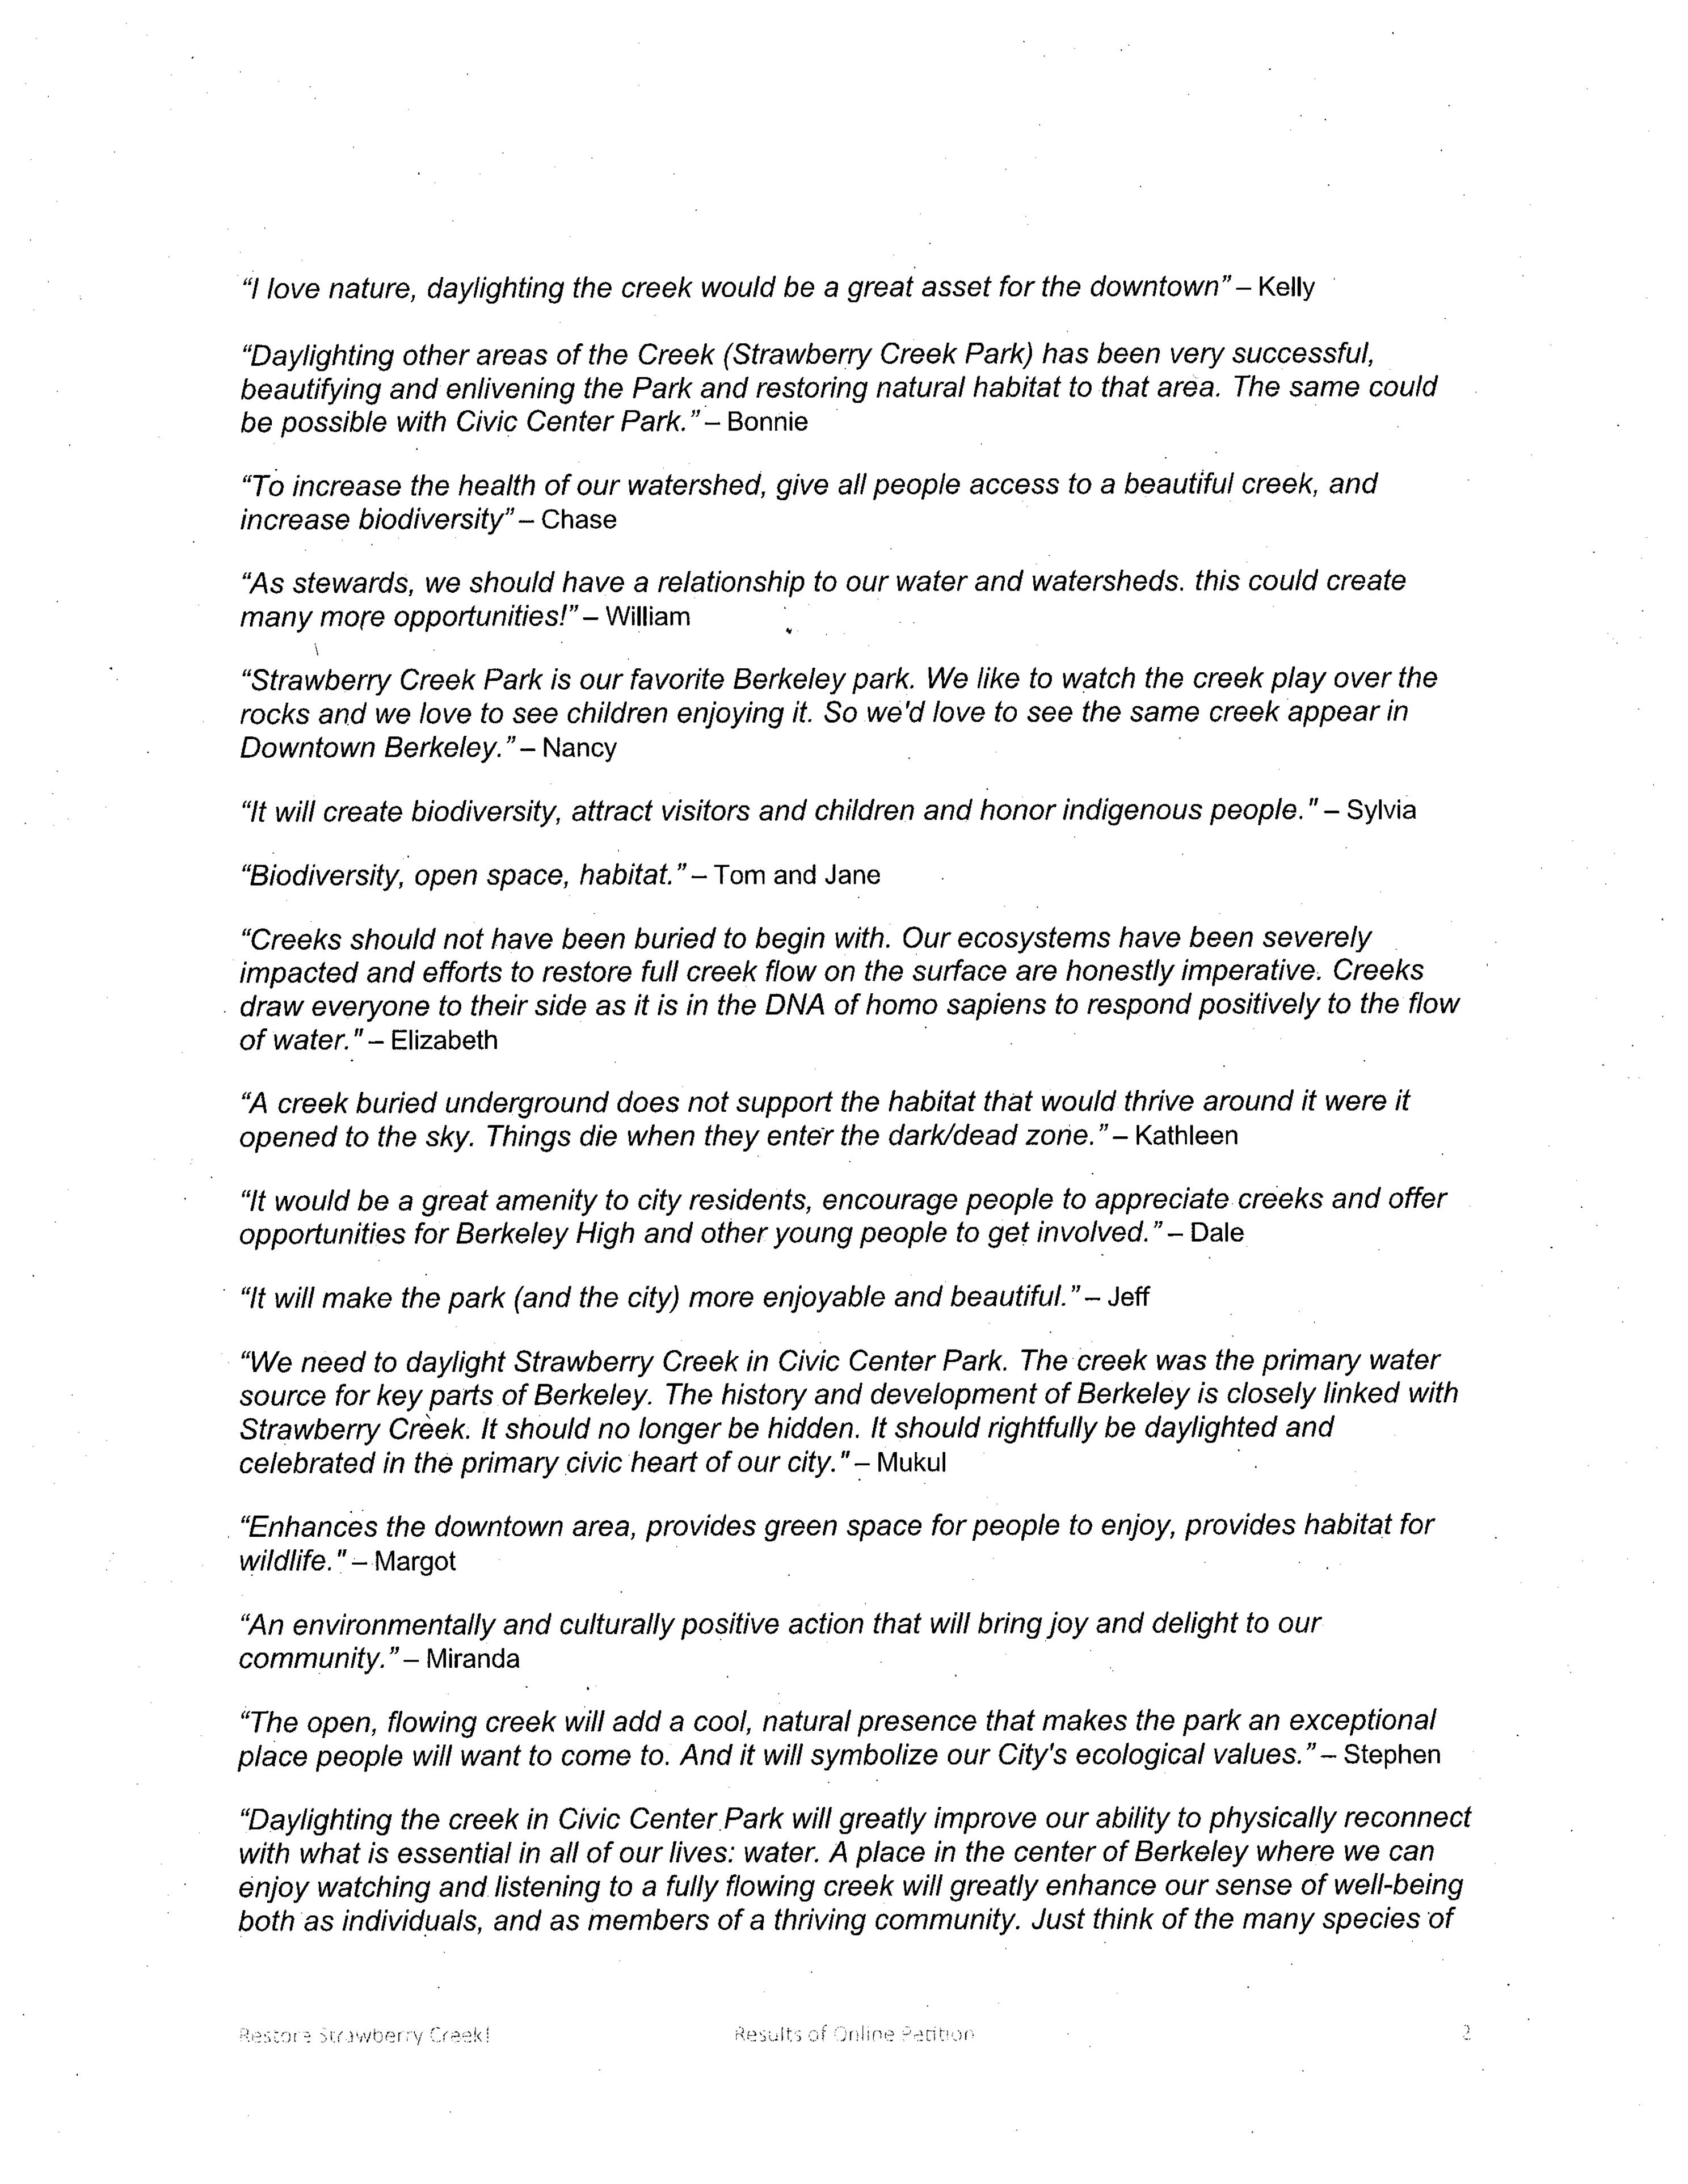 “I love nature, daylighting the creek would be a great asset for the downtown” – Kelly
“Daylighting other areas of the Creek (Strawberry Creek Park) has been very successful,
beautifying and enlivening the Park and restoring natural habitat to that area. The same could
be possible with Civic Center Park.” – Bonnie
“To increase the health of our watershed, give all people access to a beautiful creek, and
increase biodiversity” – Chase
“As stewards, we should have a relationship to our water and watersheds. this could create
many more opportunities!” – William
“Strawberry Creek Park is our favorite Berkeley park. We like to watch the creek play over the
rocks and we love to see children enjoying it. So we'd love to see the same creek appear in
Downtown Berkeley.” – Nancy
“It will create biodiversity, attract visitors and children and honor indigenous people.” – Sylvia
“Biodiversity, open space, habitat.” – Tom and Jane
“Creeks should not have been buried to begin with. Our ecosystems have been severely
impacted and efforts to restore full creek flow on the surface are honestly imperative. Creeks
draw everyone to their side as it is in the DNA of homo sapiens to respond positively to the flow
of water.” – Elizabeth
“A creek buried underground does not support the habitat that would thrive around it were it
opened to the sky. Things die when they enter the dark/dead zone.” – Kathleen
“It would be a great amenity to city residents, encourage people to appreciate creeks and offer
opportunities for Berkeley High and other young people to get involved.” – Dale
“It will make the park (and the city) more enjoyable and beautiful.” – Jeff
“We need to daylight Strawberry Creek in Civic Center Park. The creek was the primary water
source for key parts of Berkeley. The history and development of Berkeley is closely linked with
Strawberry Creek. It should no longer be hidden. It should rightfully be daylighted and
celebrated in the primary civic heart of our city.” – Mukul
“Enhances the downtown area, provides green space for people to enjoy, provides habitat for
wildlife.” – Margot
“An environmentally and culturally positive action that will bring joy and delight to our
community.” – Miranda
“The open, flowing creek will add a cool, natural presence that makes the park an exceptional
place people will want to come to. And it will symbolize our City's ecological values.” – Stephen
“Daylighting the creek in Civic Center Park will greatly improve our ability to physically reconnect
with what is essential in all of our lives: water. A place in the center of Berkeley where we can
enjoy watching and listening to a fully flowing creek will greatly enhance our sense of well-being
both as individuals, and as members of a thriving community. Just think of the many species of
Restore Strawberry Creek! Results of Online Petition 2